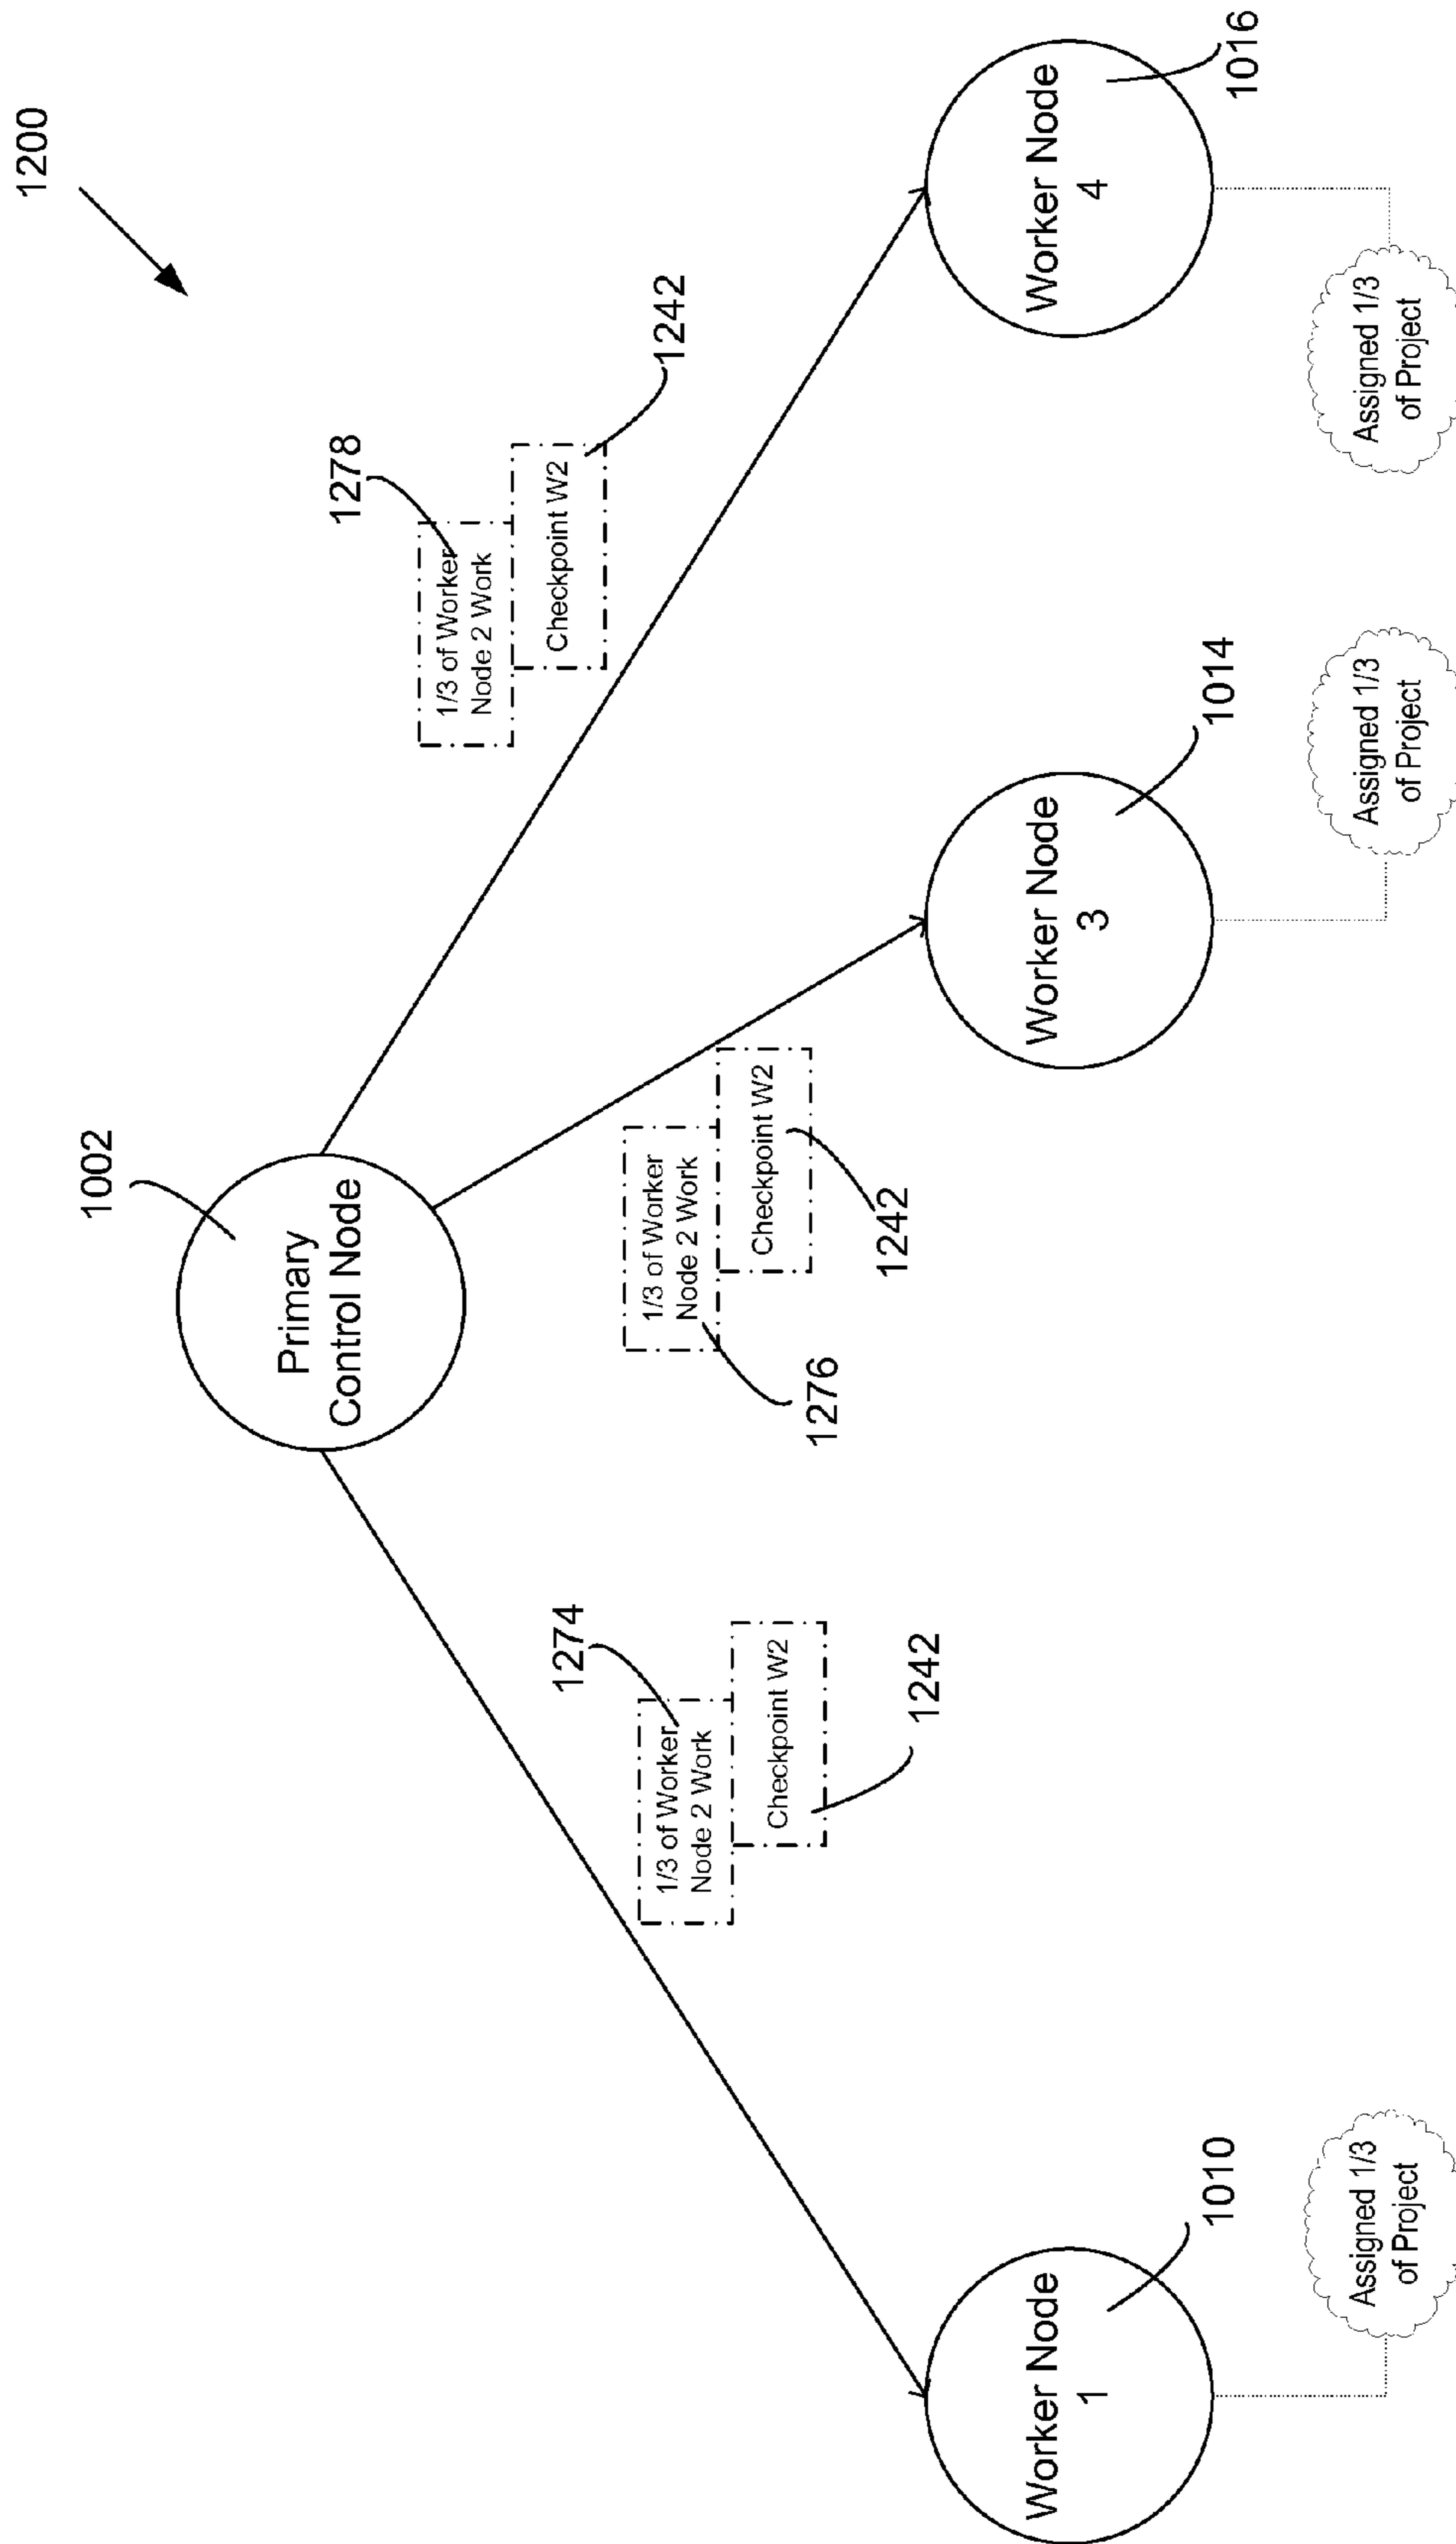 1200
1002
Primary
Control Node
1278
1/3 of Worker
Node 2 Work
Checkpoint W2
1242
1274
1/3 of Worker
Node 2 Work
Checkpoint W2
1242
1/3 of Worker
Node 2 Work
Checkpoint W2
1276
1242
Worker Node
1
1010
Worker Node
3
1014
Worker Node
4
1016
Assigned 1/3
of Project
Assigned 1/3
of Project
Assigned 1/3
of Project